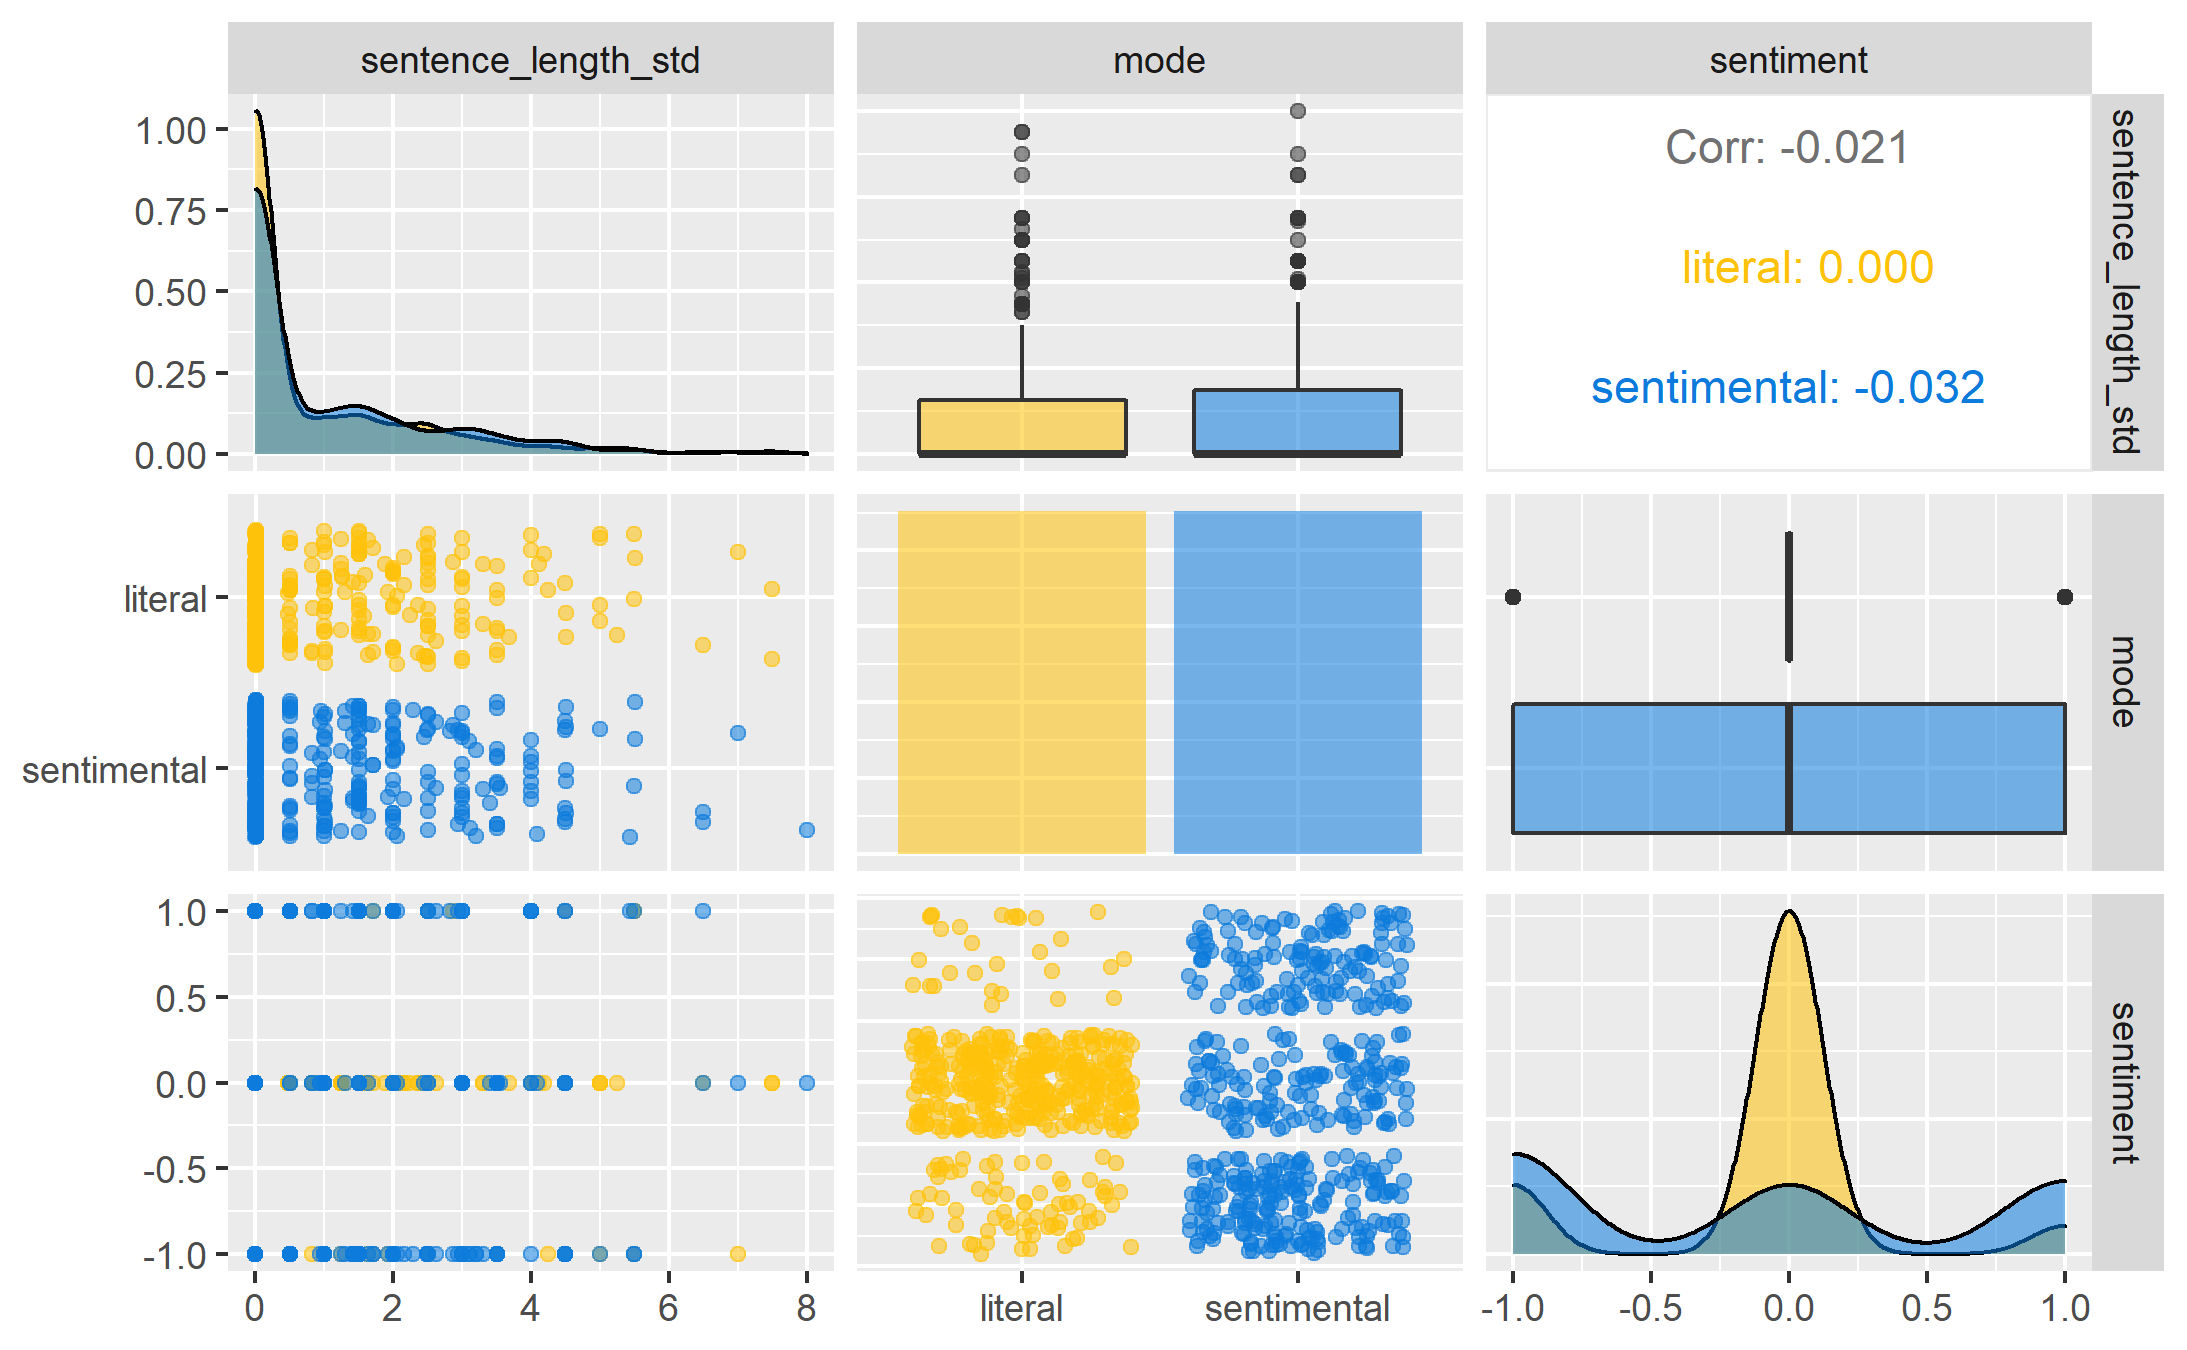 sentence_length_std
mode
sentiment
1.00
0.75
0.50
0.25
0.00
Corr: -0.021
literal: 0.000
sentimental: -0.032
sentence_length_std
literal
sentimental
mode
1.0
0.5
0.0
-0.5
-1.0
sentiment
0 2 4 6 8
literal sentimental
-1.0 -0.5 0.0 0.5 1.0